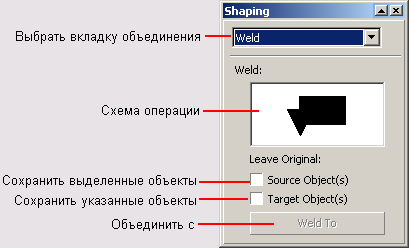 Shaping
Выбрать вкладку объединения
Weld
Weld:
Схема операции
Leave Original:
Сохранить выделенные объекты
Source Object(s)
Сохранить указанные объекты
Target Object(s)
Объединить с
Weld To